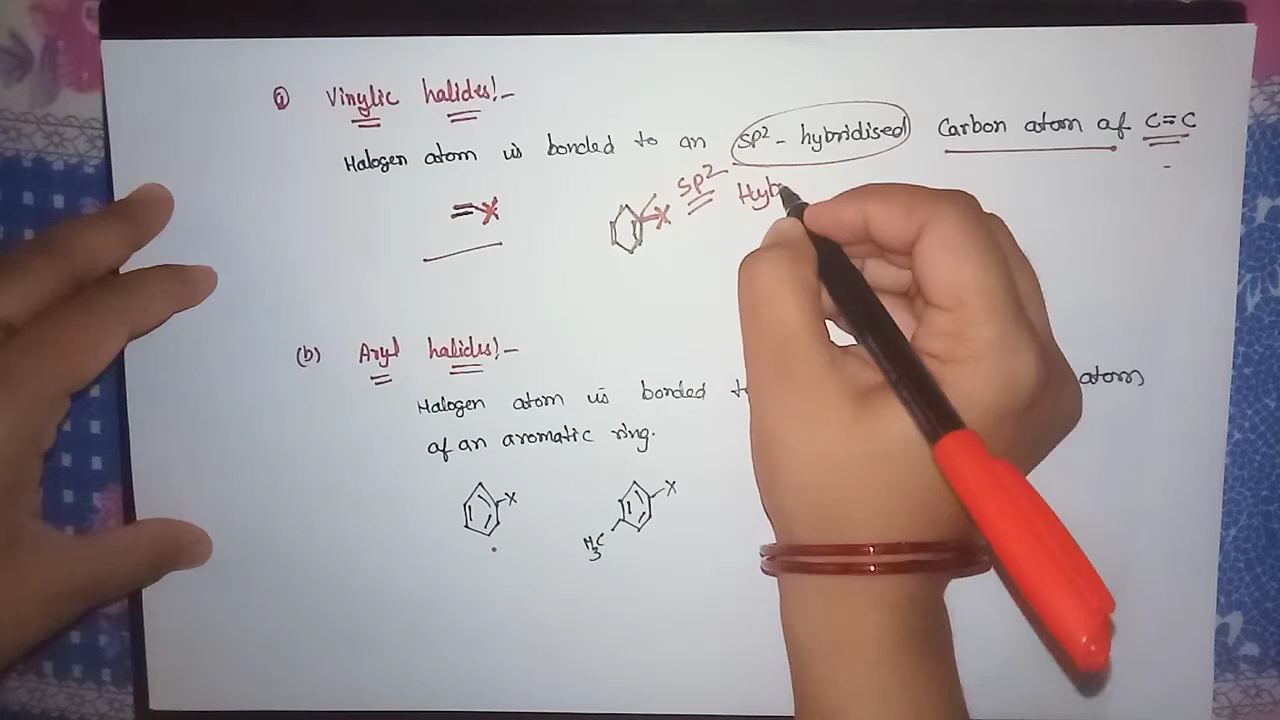 ⓐ Vinylic halides!-
Halogen atom is bonded to an SP²- hybridised Carbon atom of C=C
X
X SP² Hyb
(b) Aryl halides!-
Halogen atom is bonded atom
of an aromatic ring.
X
X
H₃C